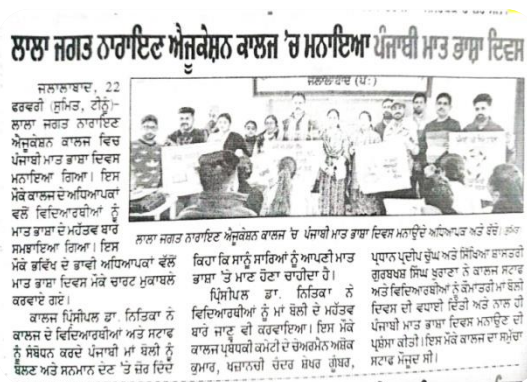 ਲਾਲਾ ਜਗਤ ਨਾਰਾਇਣ ਐਜੂਕੇਸ਼ਨ ਕਾਲਜ 'ਚ ਮਨਾਇਆ ਪੰਜਾਬੀ ਮਾਤ ਭਾਸ਼ਾ ਦਿਵਸ
ਜਲਾਲਾਬਾਦ, 22
ਫਰਵਰੀ (ਸੁਮਿਤ, ਟੀਨੂੰ)-
ਲਾਲਾ ਜਗਤ ਨਾਰਾਇਣ
ਐਜੂਕੇਸ਼ਨ ਕਾਲਜ ਵਿਚ
ਪੰਜਾਬੀ ਮਾਤ ਭਾਸ਼ਾ ਦਿਵਸ
ਮਨਾਇਆ ਗਿਆ। ਇਸ
ਮੌਕੇ ਕਾਲਜ ਦੇ ਅਧਿਆਪਕਾਂ
ਵਲੋਂ ਵਿਦਿਆਰਥੀਆਂ ਨੂੰ
ਮਾਤ ਭਾਸ਼ਾ ਦੇ ਮਹੱਤਵ ਬਾਰ
ਸਮਝਾਇਆ ਗਿਆ। ਇਸ
ਮੌਕੇ ਭਵਿੱਖ ਦੇ ਭਾਵੀ ਅਧਿਆਪਕਾਂ ਵੱਲੋਂ
ਮਾਤ ਭਾਸ਼ਾ ਦਿਵਸ ਮੌਕੇ ਚਾਰਟ ਮੁਕਾਬਲੇ
ਕਰਵਾਏ ਗਏ।
ਕਾਲਜ ਪ੍ਰਿੰਸੀਪਲ ਡਾ. ਨਿਤਿਕਾ ਨੇ
ਕਾਲਜ ਦੇ ਵਿਦਿਆਰਥੀਆਂ ਅਤੇ ਸਟਾਫ
ਨੂੰ ਸੰਬੋਧਨ ਕਰਦੇ ਪੰਜਾਬੀ ਮਾਂ ਬੋਲੀ ਨੂੰ
ਬੋਲਣ ਅਤੇ ਸਨਮਾਨ ਦੇਣ 'ਤੇ ਜ਼ੋਰ ਦਿੰਦੇ
ਜਲਾਲਾਬਾਦ (ਪੱ:)
ਲਾਲਾ ਜਗਤ ਨਾਰਾਇਣ ਐਜੂਕੇਸ਼ਨ ਕਾਲਜ 'ਚ ਪੰਜਾਬੀ ਮਾਤ ਭਾਸ਼ਾ ਦਿਵਸ ਮਨਾਉਂਦੇ ਅਧਿਆਪਕ ਅਤੇ ਬੱਚੇ।
ਕਿਹਾ ਕਿ ਸਾਨੂੰ ਸਾਰਿਆਂ ਨੂੰ ਆਪਣੀ ਮਾਤ
ਭਾਸ਼ਾ 'ਤੇ ਮਾਣ ਹੋਣਾ ਚਾਹੀਦਾ ਹੈ।
ਪ੍ਰਿੰਸੀਪਲ ਡਾ. ਨਿਤਿਕਾ ਨੇ
ਵਿਦਿਆਰਥੀਆਂ ਨੂੰ ਮਾਂ ਬੋਲੀ ਦੇ ਮਹੱਤਵ
ਬਾਰੇ ਜਾਣੂ ਵੀ ਕਰਵਾਇਆ। ਇਸ ਮੌਕੇ
ਕਾਲਜ ਪ੍ਰਬੰਧਕੀ ਕਮੇਟੀ ਦੇ ਚੇਅਰਮੈਨ ਅਸ਼ੋਕ
ਕੁਮਾਰ, ਖਜ਼ਾਨਚੀ ਚੰਦਰ ਸ਼ੇਖਰ ਗੂੰਬਰ,
ਪ੍ਰਧਾਨ ਪ੍ਰਦੀਪ ਚੁੱਘ ਅਤੇ ਸਿੱਖਿਆ ਸ਼ਾਸਤਰੀ
ਗੁਰਬਖਸ਼ ਸਿੰਘ ਖੁਰਾਣਾ ਨੇ ਕਾਲਜ ਸਟਾਫ
ਅਤੇ ਵਿਦਿਆਰਥੀਆਂ ਨੂੰ ਕੌਮਾਂਤਰੀ ਮਾਂ ਬੋਲੀ
ਦਿਵਸ ਦੀ ਵਧਾਈ ਦਿੱਤੀ ਅਤੇ ਨਾਲ ਹੀ
ਪੰਜਾਬੀ ਮਾਤ ਭਾਸ਼ਾ ਦਿਵਸ ਮਨਾਉਣ ਦੀ
ਪ੍ਰਸ਼ੰਸਾ ਕੀਤੀ। ਇਸ ਮੌਕੇ ਕਾਲਜ ਦਾ ਸਮੁੱਚਾ
ਸਟਾਫ ਮੌਜੂਦ ਸੀ।